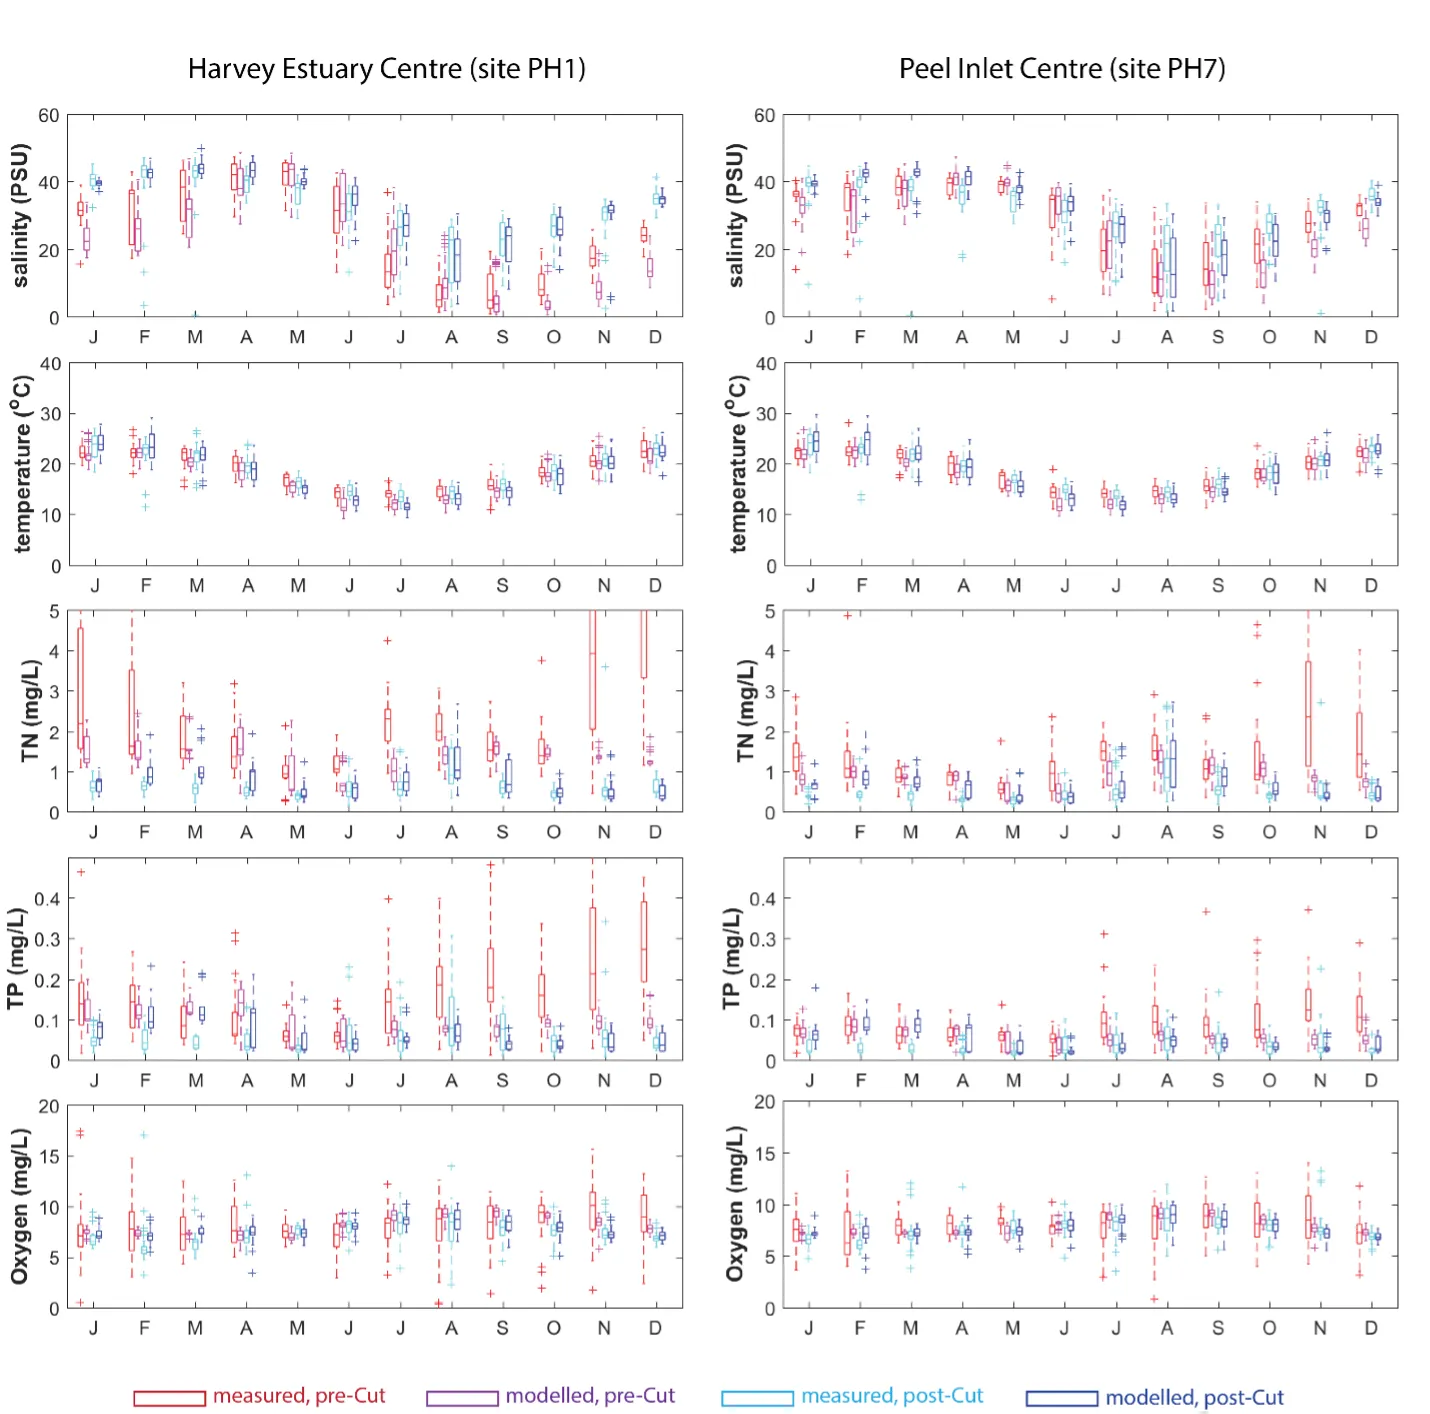 Harvey Estuary Centre (site PH1)
Peel Inlet Centre (site PH7)
salinity (PSU)
60
40
20
0
J F M A M J J A S O N D
salinity (PSU)
60
40
20
0
J F M A M J J A S O N D
temperature (°C)
40
30
20
10
0
J F M A M J J A S O N D
temperature (°C)
40
30
20
10
0
J F M A M J J A S O N D
TN (mg/L)
5
4
3
2
1
0
J F M A M J J A S O N D
TN (mg/L)
5
4
3
2
1
0
J F M A M J J A S O N D
TP (mg/L)
0.4
0.3
0.2
0.1
0
J F M A M J J A S O N D
TP (mg/L)
0.4
0.3
0.2
0.1
0
J F M A M J J A S O N D
Oxygen (mg/L)
20
15
10
5
0
J F M A M J J A S O N D
Oxygen (mg/L)
20
15
10
5
0
J F M A M J J A S O N D
measured, pre-Cut
modelled, pre-Cut
measured, post-Cut
modelled, post-Cut